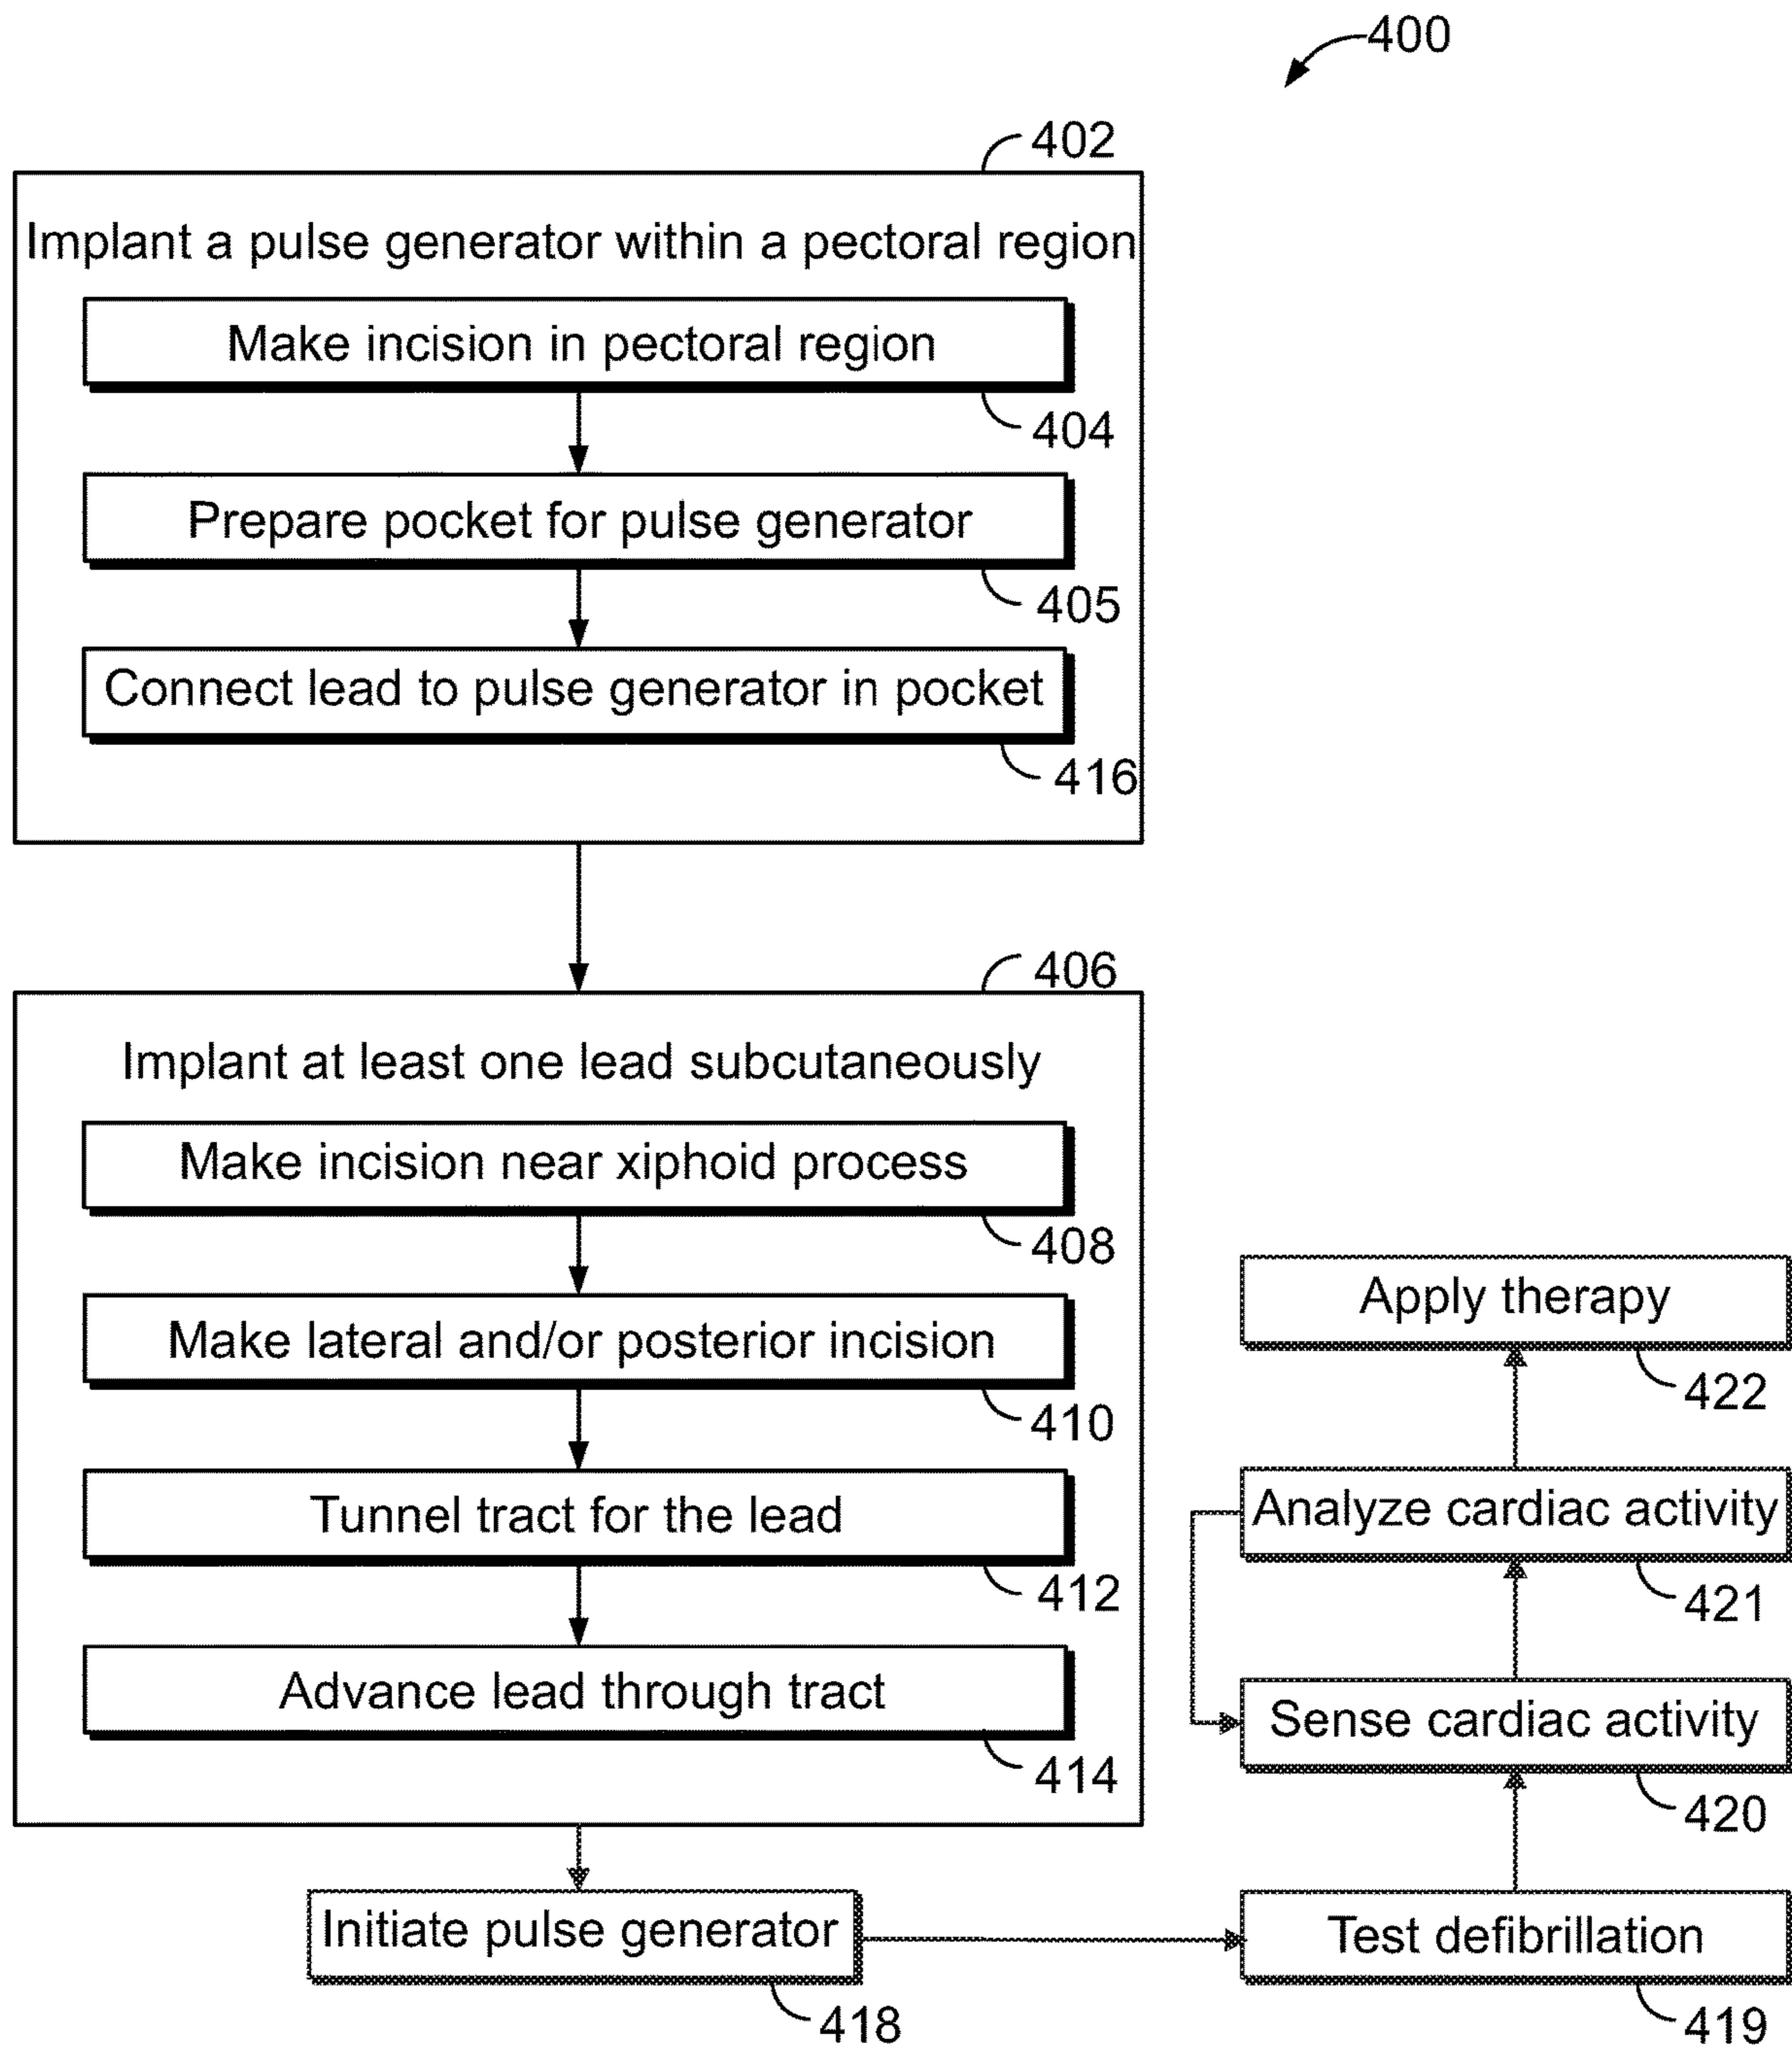 400
402
Implant a pulse generator within a pectoral region
Make incision in pectoral region
404
Prepare pocket for pulse generator
405
Connect lead to pulse generator in pocket
416
406
Implant at least one lead subcutaneously
Make incision near xiphoid process
408
Make lateral and/or posterior incision
410
Tunnel tract for the lead
412
Advance lead through tract
414
Initiate pulse generator
418
Test defibrillation
419
Sense cardiac activity
420
Analyze cardiac activity
421
Apply therapy
422